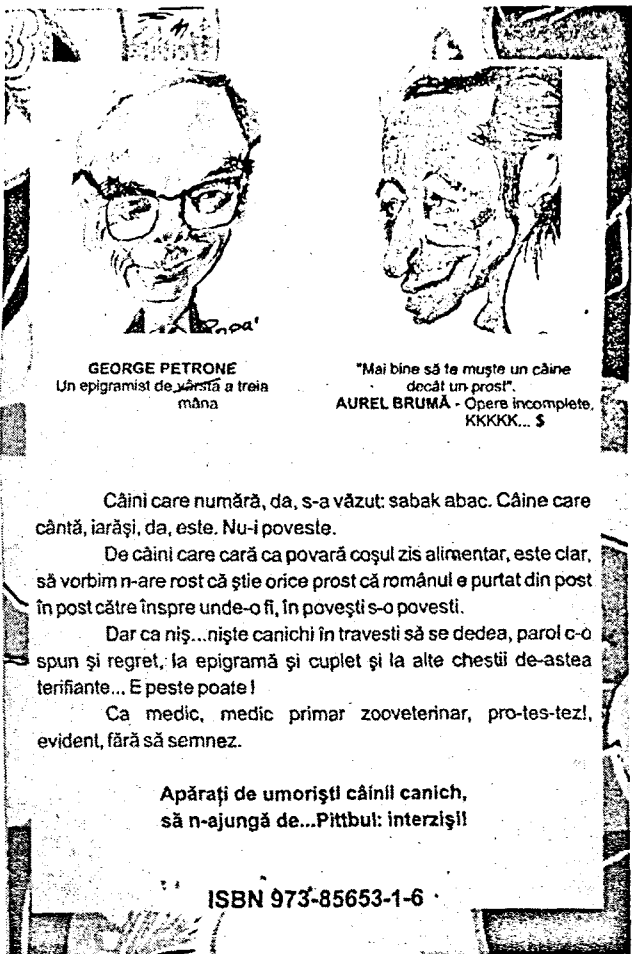 Popa'
GEORGE PETRONE
Un epigramist de vârstă a treia
mâna
"Mai bine să te muște un câine
decât un prost".
AUREL BRUMĂ - Opere incomplete,
KKKKK... $
Câini care numără, da, s-a văzut: sabak abac. Câine care
cântă, iarăși, da, este. Nu-i poveste.
De câini care cară ca povară coșul zis alimentar, este clar,
să vorbim n-are rost că știe orice prost că românul e purtat din post
în post către înspre unde-o fi, în povești s-o povesti.
Dar ca niș...niște canichi în travesti să se dedea, parol c-o
spun și regret, la epigramă și cuplet și la alte chestii de-astea
terifiante... E peste poate!
Ca medic, medic primar zooveterinar, pro-tes-tez!,
evident, fără să semnez.
Apărați de umoriști câinii canich,
să n-ajungă de...Pittbul: interziși!
ISBN 973-85653-1-6